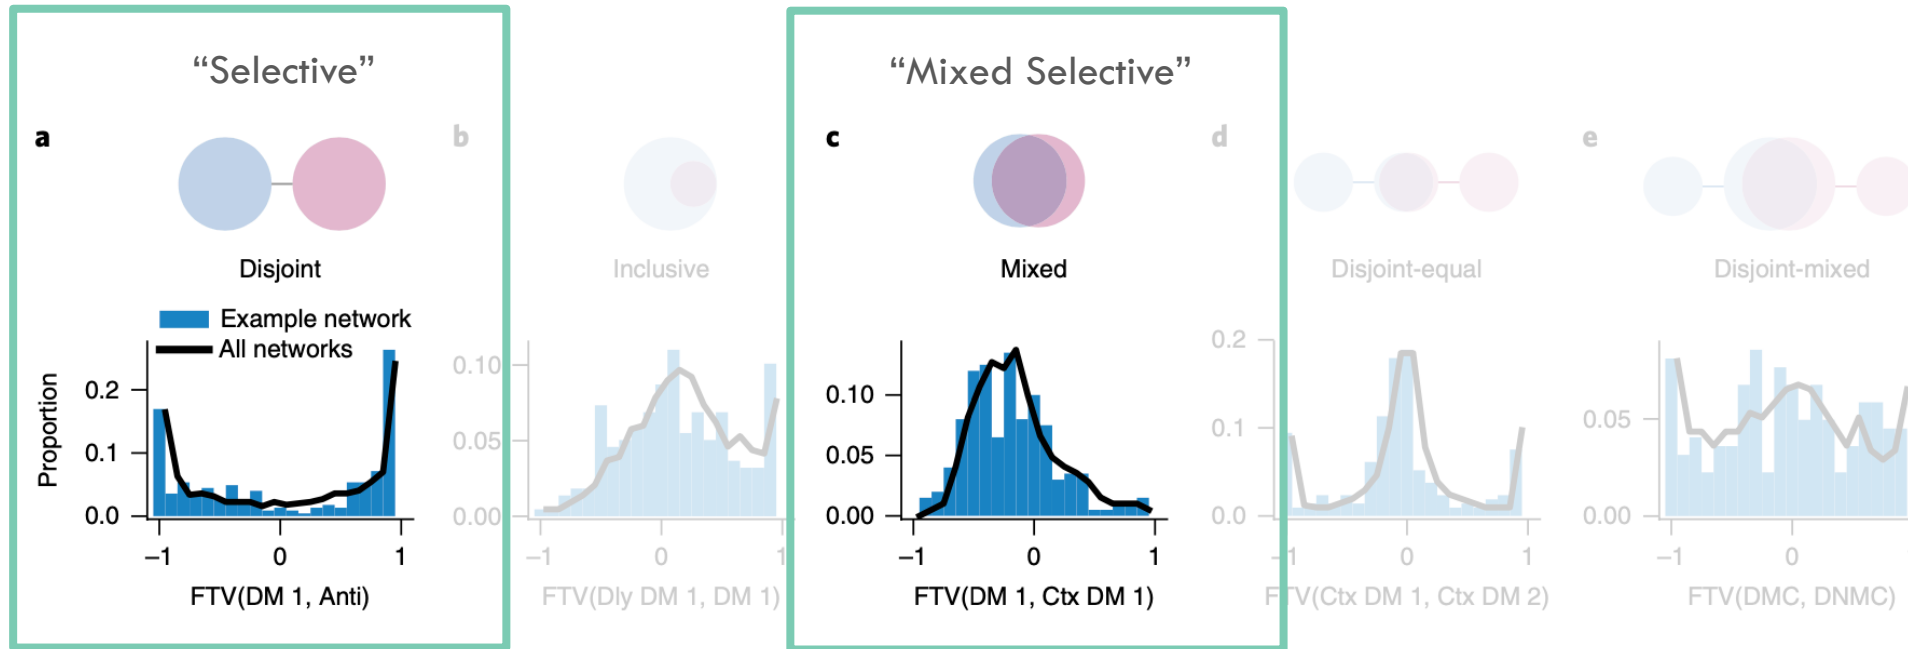 “Selective”
“Mixed Selective”
a
b
c
d
e
Disjoint
Inclusive
Mixed
Disjoint-equal
Disjoint-mixed
Example network
All networks
Proportion
0.2
0.1
0.0
−1 0 1
FTV(DM 1, Anti)
0.10
0.05
0.00
−1 0 1
FTV(Dly DM 1, DM 1)
0.10
0.05
0.00
−1 0 1
FTV(DM 1, Ctx DM 1)
0.2
0.1
0.0
−1 0 1
FTV(Ctx DM 1, Ctx DM 2)
0.05
0.00
−1 0
FTV(DMC, DNMC)